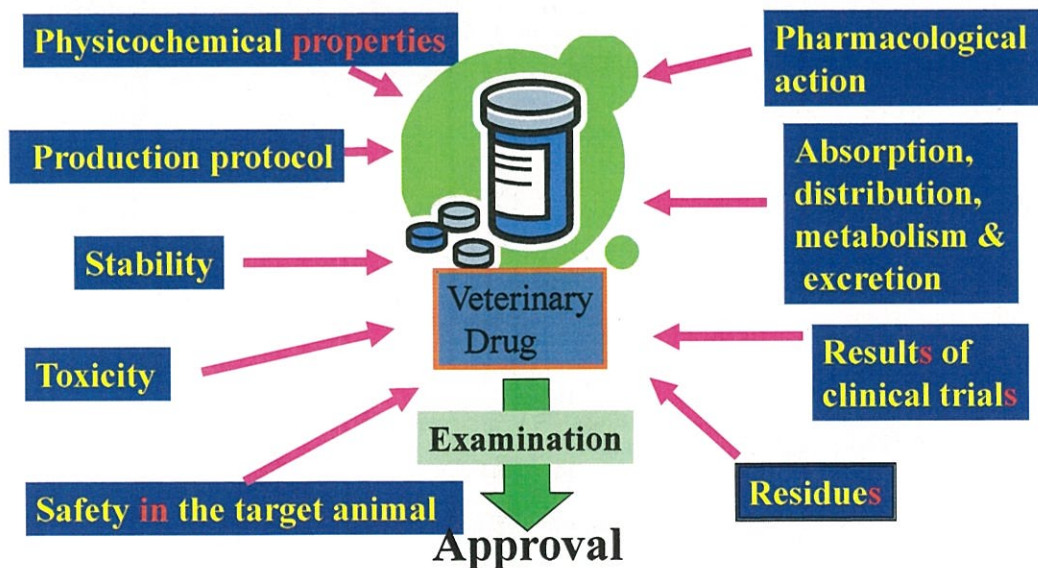 Physicochemical properties
Production protocol
Stability
Toxicity
Safety in the target animal
Pharmacological
action
Absorption,
distribution,
metabolism &
excretion
Results of
clinical trials
Residues
Veterinary
Drug
Examination
Approval